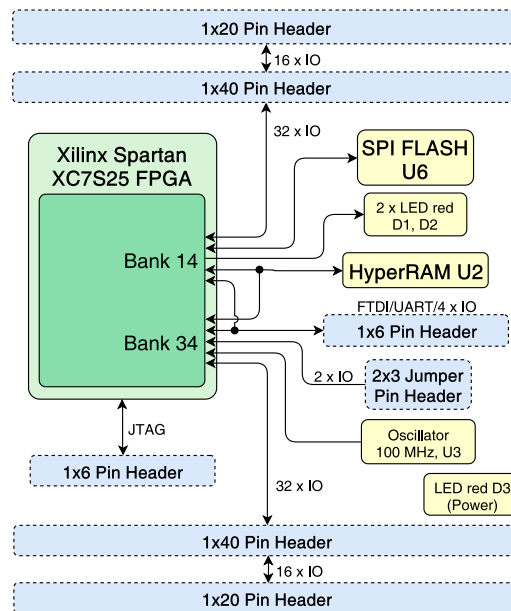 1x20 Pin Header
16 x IO
1x40 Pin Header
32 x IO
Xilinx Spartan
XC7S25 FPGA
SPI FLASH
U6
2 x LED red
D1, D2
Bank 14
HyperRAM U2
FTDI/UART/4 x IO
1x6 Pin Header
Bank 34
2 x IO
2x3 Jumper
Pin Header
JTAG
Oscillator
100 MHz, U3
1x6 Pin Header
32 x IO
LED red D3
(Power)
1x40 Pin Header
16 x IO
1x20 Pin Header